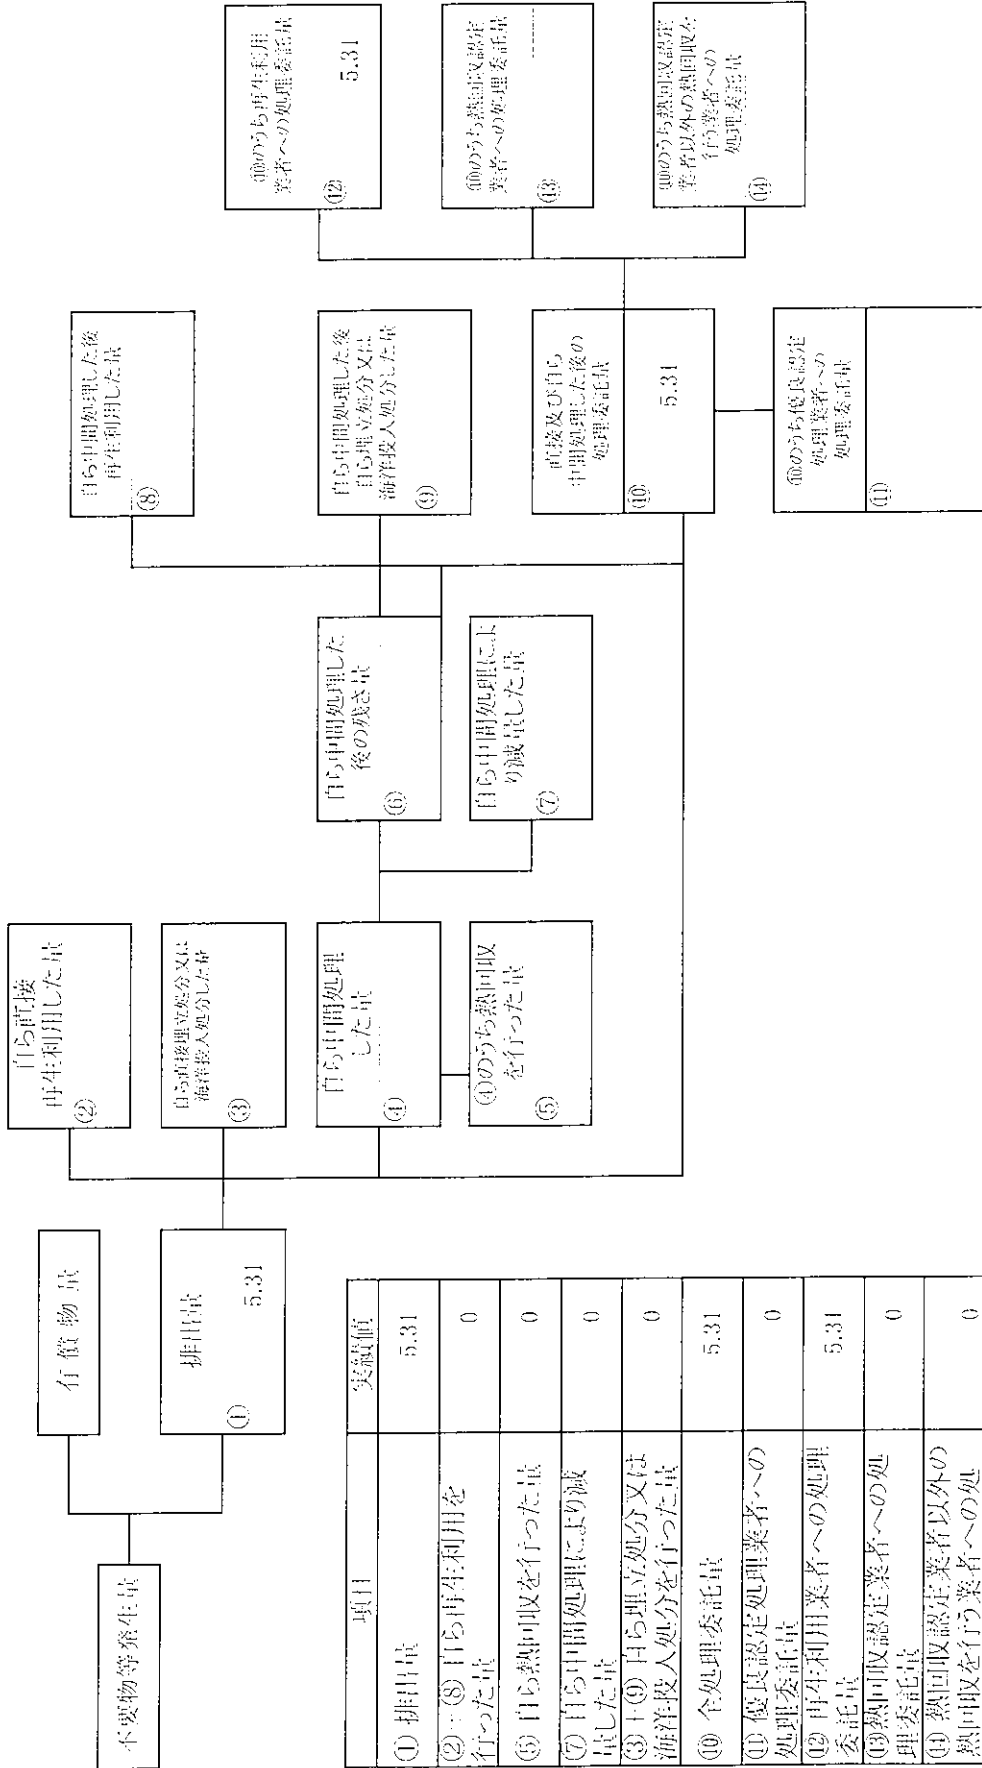 不要物等発生量
有償物量
排出量
①
5.31
自ら直接
再生利用した量
②
自ら直接埋立処分又は
海洋投入処分した量
③
自ら中間処理
した量
④
④のうち熱回収
を行った量
⑤
自ら中間処理した
後の残さ量
⑥
自ら中間処理によ
り減量した量
⑦
自ら中間処理した後
再生利用した量
⑧
自ら中間処理した後
自ら埋立処分又は
海洋投入処分した量
⑨
直接及び自ら
中間処理した後の
処理委託量
⑩
5.31
⑩のうち優良認定
処理業者への
処理委託量
⑪
⑩のうち再生利用
業者への処理委託量
⑫
5.31
⑩のうち熱回収認定
業者への処理委託量
⑬
⑩のうち熱回収認定
業者以外の熱回収を
行う業者への
処理委託量
⑭
項目 実績値
①排出量 5.31
②+⑧自ら再生利用を
行った量 0
⑤自ら熱回収を行った量 0
⑦自ら中間処理により減
量した量 0
③+⑨自ら埋立処分又は
海洋投入処分を行った量 0
⑩全処理委託量 5.31
⑪優良認定処理業者への
処理委託量 0
⑫再生利用業者への処理
委託量 5.31
⑬熱回収認定業者への処
理委託量 0
⑭熱回収認定業者以外の
熱回収を行う業者への処 0